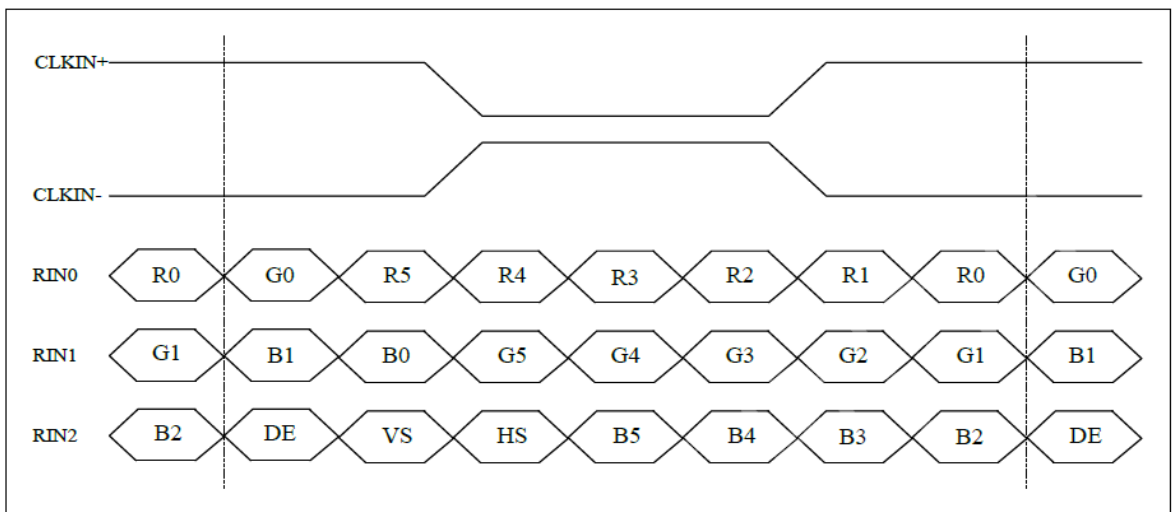 CLKIN+
CLKIN-
RIN0 R0 G0 R5 R4 R3 R2 R1 R0 G0
RIN1 G1 B1 B0 G5 G4 G3 G2 G1 B1
RIN2 B2 DE VS HS B5 B4 B3 B2 DE